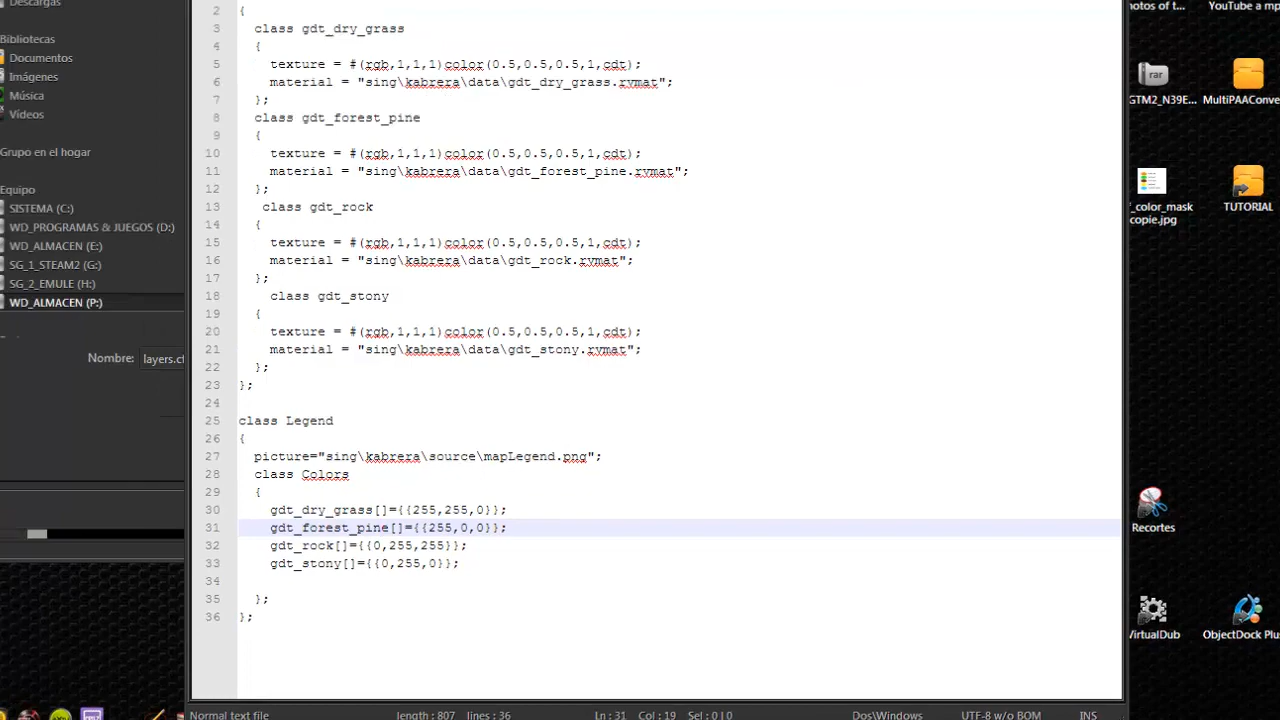 Descargas
Bibliotecas
Documentos
Imágenes
Música
Vídeos
Grupo en el hogar
Equipo
SISTEMA (C:)
WD_PROGRAMAS & JUEGOS (D:)
WD_ALMACEN (E:)
SG_1_STEAM2 (G:)
SG_2_EMULE (H:)
WD_ALMACEN (P:)
Nombre: layers.cf
2 {
3 class gdt_dry_grass
4 {
5 texture = #(rgb,1,1,1)color(0.5,0.5,0.5,1,cdt);
6 material = "sing\kabrera\data\gdt_dry_grass.rvmat";
7 };
8 class gdt_forest_pine
9 {
10 texture = #(rgb,1,1,1)color(0.5,0.5,0.5,1,cdt);
11 material = "sing\kabrera\data\gdt_forest_pine.rvmat";
12 };
13 class gdt_rock
14 {
15 texture = #(rgb,1,1,1)color(0.5,0.5,0.5,1,cdt);
16 material = "sing\kabrera\data\gdt_rock.rvmat";
17 };
18 class gdt_stony
19 {
20 texture = #(rgb,1,1,1)color(0.5,0.5,0.5,1,cdt);
21 material = "sing\kabrera\data\gdt_stony.rvmat";
22 };
23 };
24
25 class Legend
26 {
27 picture="sing\kabrera\source\mapLegend.png";
28 class Colors
29 {
30 gdt_dry_grass[]={{255,255,0}};
31 gdt_forest_pine[]={{255,0,0}};
32 gdt_rock[]={{0,255,255}};
33 gdt_stony[]={{0,255,0}};
34
35 };
36 };
Normal text file length : 807 lines : 36 Ln : 31 Col : 19 Sel : 0 | 0 Dos\Windows UTF-8 w/o BOM INS
otos of t... YouTube a mp
rar
GTM2_N39E... MultiPAAConve
_color_mask
copie.jpg
TUTORIAL
Recortes
VirtualDub ObjectDock Plu